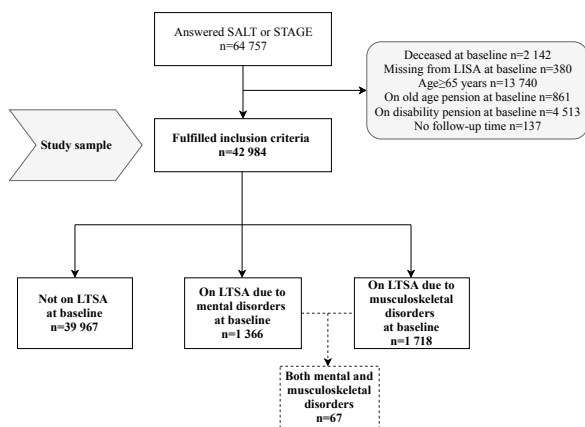 Answered SALT or STAGE
n=64 757
Deceased at baseline n=2 142
Missing from LISA at baseline n=380
Age≥65 years n=13 740
On old age pension at baseline n=861
On disability pension at baseline n=4 513
No follow-up time n=137
Study sample
Fulfilled inclusion criteria
n=42 984
Not on LTSA
at baseline
n=39 967
On LTSA due to
mental disorders
at baseline
n=1 366
On LTSA due to
musculoskeletal
disorders
at baseline
n=1 718
Both mental and
musculoskeletal
disorders
n=67